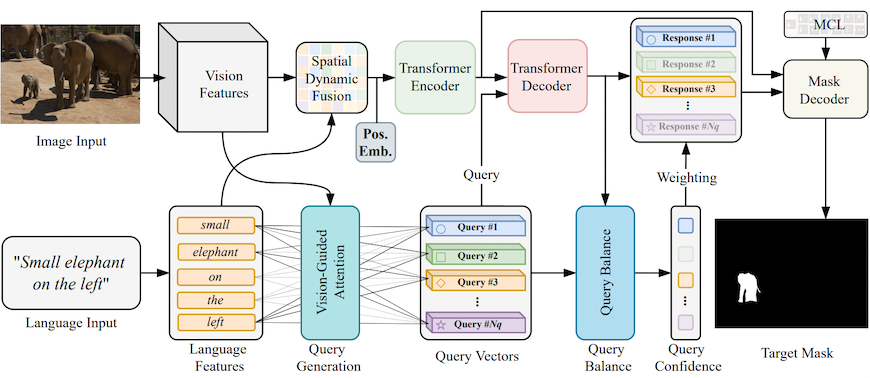 Vision
Features
Spatial
Dynamic
Fusion
Pos.
Emb.
Transformer
Encoder
Transformer
Decoder
Response #1
Response #2
Response #3
Response #Nq
MCL
Mask
Decoder
Image Input
Query
Weighting
"Small elephant
on the left"
Language Input
small
elephant
on
the
left
Language
Features
Vision-Guided
Attention
Query
Generation
Query #1
Query #2
Query #3
Query #Nq
Query Vectors
Query Balance
Query
Balance
Query
Confidence
Target Mask